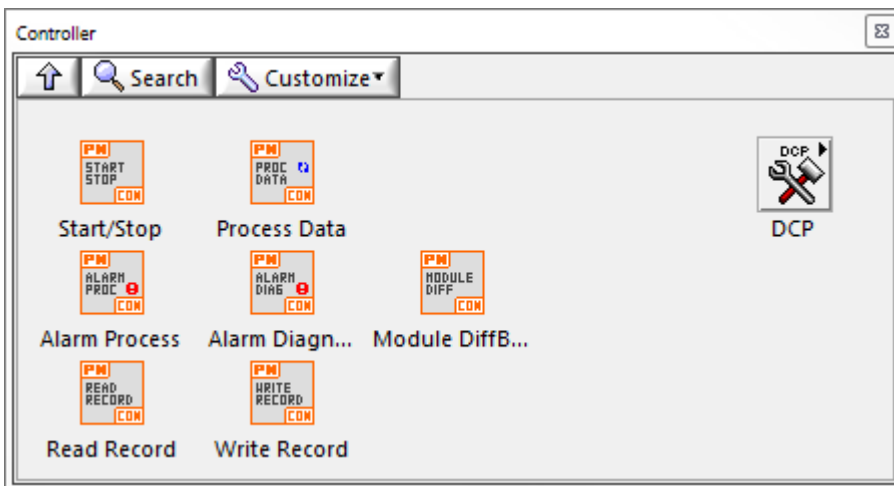 Controller
Search Customize
PN PN
START STOP PROC DATA DCP
CON CON
Start/Stop Process Data DCP
PN PN PN
ALARM PROC ALARM DIAG MODULE DIFF
CON CON CON
Alarm Process Alarm Diagn... Module DiffB...
PN PN
READ RECORD WRITE RECORD
CON CON
Read Record Write Record